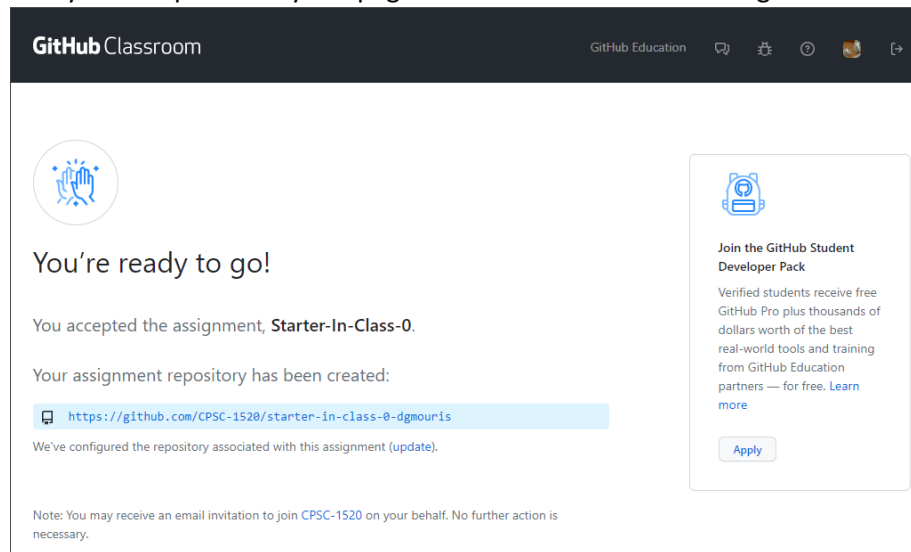 GitHub Classroom
GitHub Education
You're ready to go!
You accepted the assignment, Starter-In-Class-0.
Your assignment repository has been created:
https://github.com/CPSC-1520/starter-in-class-0-dgmouris
We've configured the repository associated with this assignment (update).
Note: You may receive an email invitation to join CPSC-1520 on your behalf. No further action is
necessary.
Join the GitHub Student
Developer Pack
Verified students receive free
GitHub Pro plus thousands of
dollars worth of the best
real-world tools and training
from GitHub Education
partners — for free. Learn
more
Apply